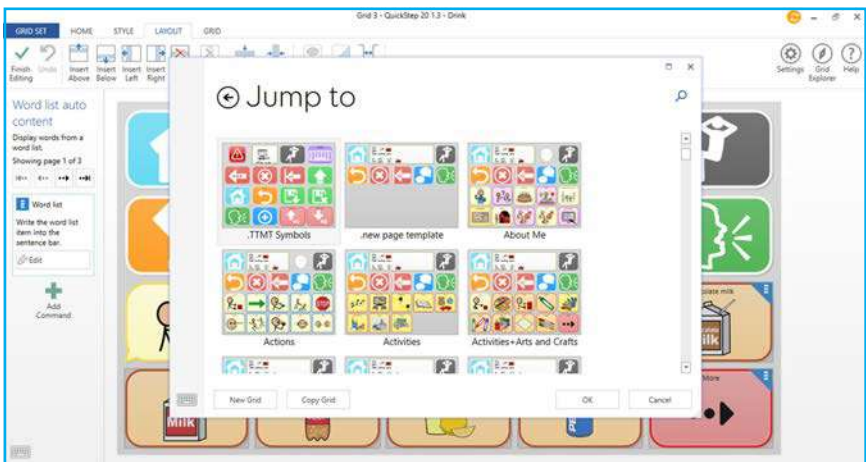 Grid 3 - QuickStep 20 1.3 - Drink
GRID SET HOME STYLE LAYOUT GRID
Finish Editing
Undo
Insert Above
Insert Below
Insert Left
Insert Right
Settings
Grid Explorer
Help
Word list auto content
Display words from a word list.
Showing page 1 of 3
Word list
Write the word list item into the sentence bar.
Edit
Add Command
Jump to
.TTMT Symbols
.new page template
About Me
STOP
Actions
Activities
Activities+Arts and Crafts
New Grid
Copy Grid
OK
Cancel
milk
Milk
More
Milk